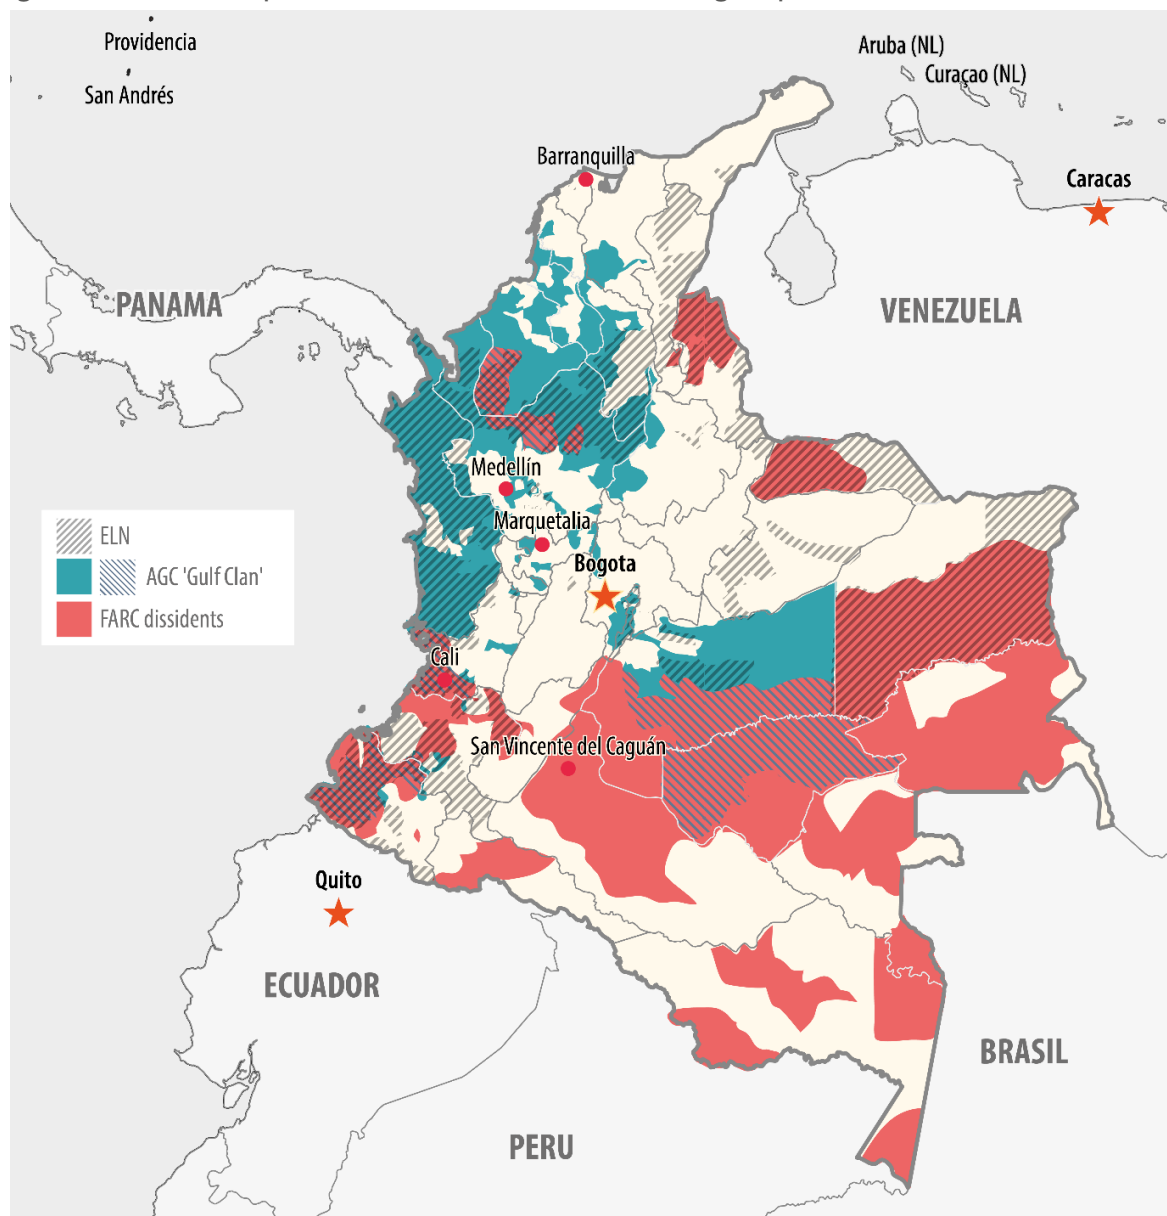 Providencia
San Andrés
Aruba (NL)
Curaçao (NL)
Barranquilla
Caracas
PANAMA
VENEZUELA
Medellín
Marquetalia
Bogota
ELN
AGC 'Gulf Clan'
FARC dissidents
Cali
San Vincente del Caguán
Quito
ECUADOR
BRASIL
PERU